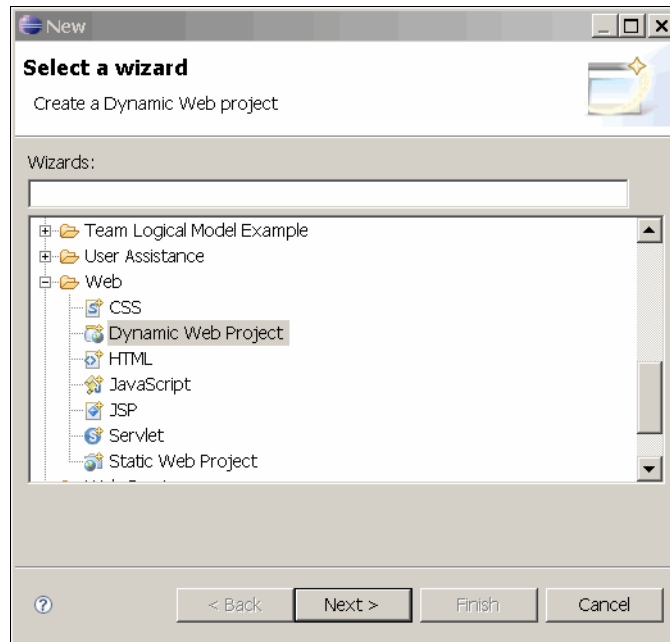 New
Select a wizard
Create a Dynamic Web project
Wizards:
Team Logical Model Example
User Assistance
Web
CSS
Dynamic Web Project
HTML
JavaScript
JSP
Servlet
Static Web Project
< Back Next > Finish Cancel